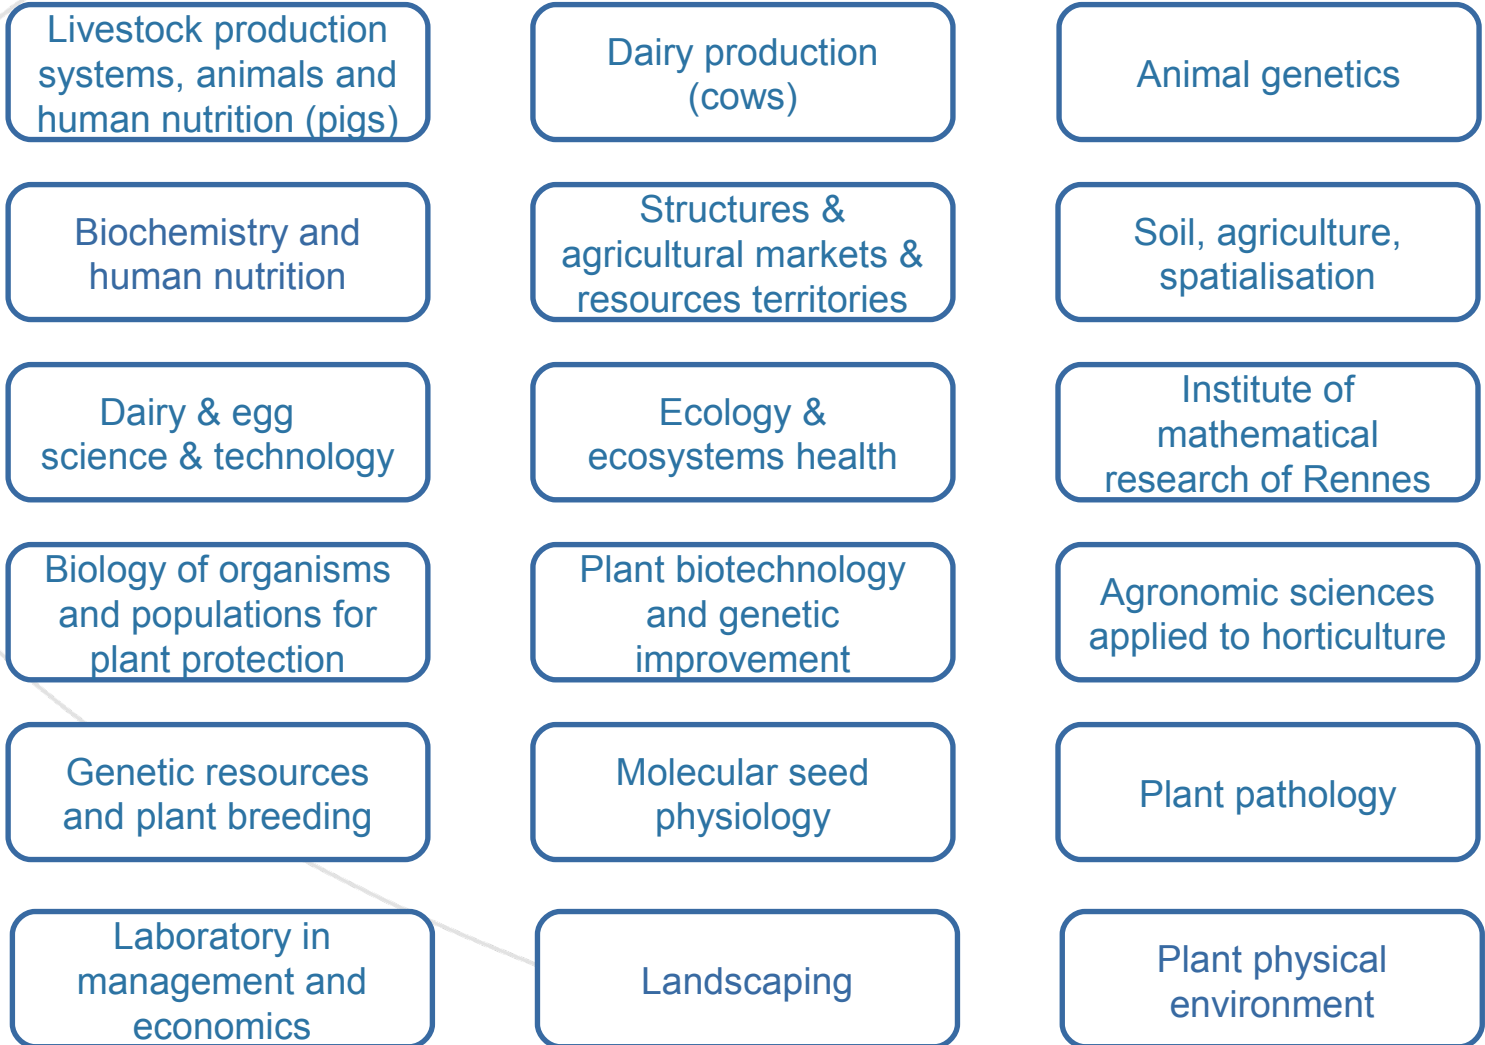 Livestock production
systems, animals and
human nutrition (pigs)
Dairy production
(cows)
Animal genetics
Biochemistry and
human nutrition
Structures &
agricultural markets &
resources territories
Soil, agriculture,
spatialisation
Dairy & egg
science & technology
Ecology &
ecosystems health
Institute of
mathematical
research of Rennes
Biology of organisms
and populations for
plant protection
Plant biotechnology
and genetic
improvement
Agronomic sciences
applied to horticulture
Genetic resources
and plant breeding
Molecular seed
physiology
Plant pathology
Laboratory in
management and
economics
Landscaping
Plant physical
environment